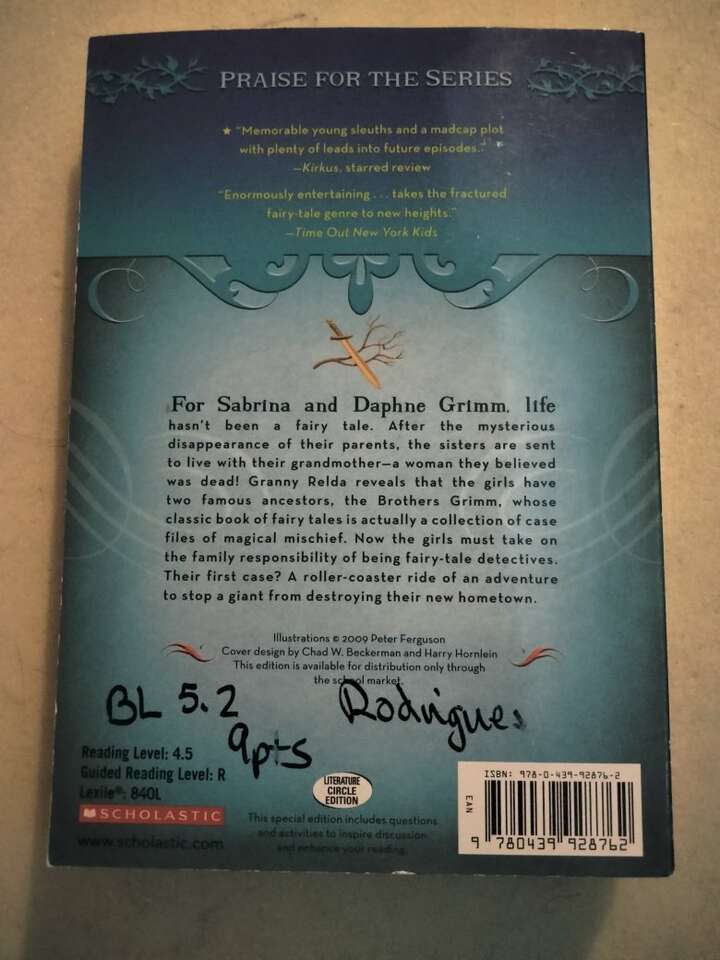 PRAISE FOR THE SERIES
★ "Memorable young sleuths and a madcap plot
with plenty of leads into future episodes."
—Kirkus, starred review
"Enormously entertaining . . . takes the fractured
fairy-tale genre to new heights."
—Time Out New York Kids
For Sabrina and Daphne Grimm, life
hasn't been a fairy tale. After the mysterious
disappearance of their parents, the sisters are sent
to live with their grandmother—a woman they believed
was dead! Granny Relda reveals that the girls have
two famous ancestors, the Brothers Grimm, whose
classic book of fairy tales is actually a collection of case
files of magical mischief. Now the girls must take on
the family responsibility of being fairy-tale detectives.
Their first case? A roller-coaster ride of an adventure
to stop a giant from destroying their new hometown.
Illustrations © 2009 Peter Ferguson
Cover design by Chad W. Beckerman and Harry Hornlein
This edition is available for distribution only through
the school market.
BL 5.2
9pts
Rodrigues
Reading Level: 4.5
Guided Reading Level: R
Lexile®: 840L
SCHOLASTIC
www.scholastic.com
LITERATURE
CIRCLE
EDITION
This special edition includes questions
and activities to inspire discussion
and enhance your reading.
ISBN: 978-0-439-92876-2
EAN
9 780439 928762